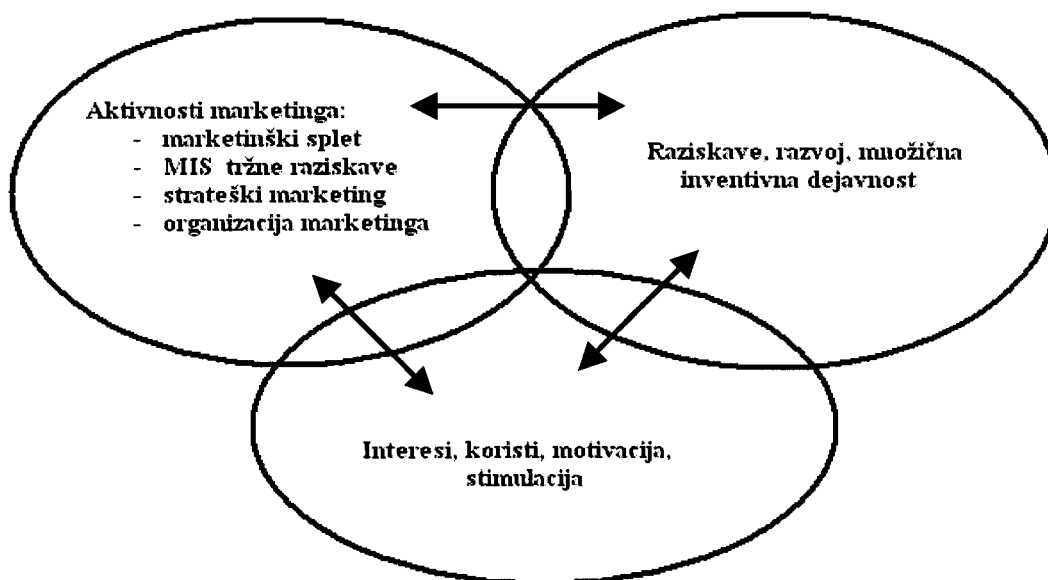 Aktivnosti marketinga:
- marketinški splet
- MIS tržne raziskave
- strateški marketing
- organizacija marketinga
Raziskave, razvoj, množična
inventivna dejavnost
Interesi, koristi, motivacija,
stimulacija